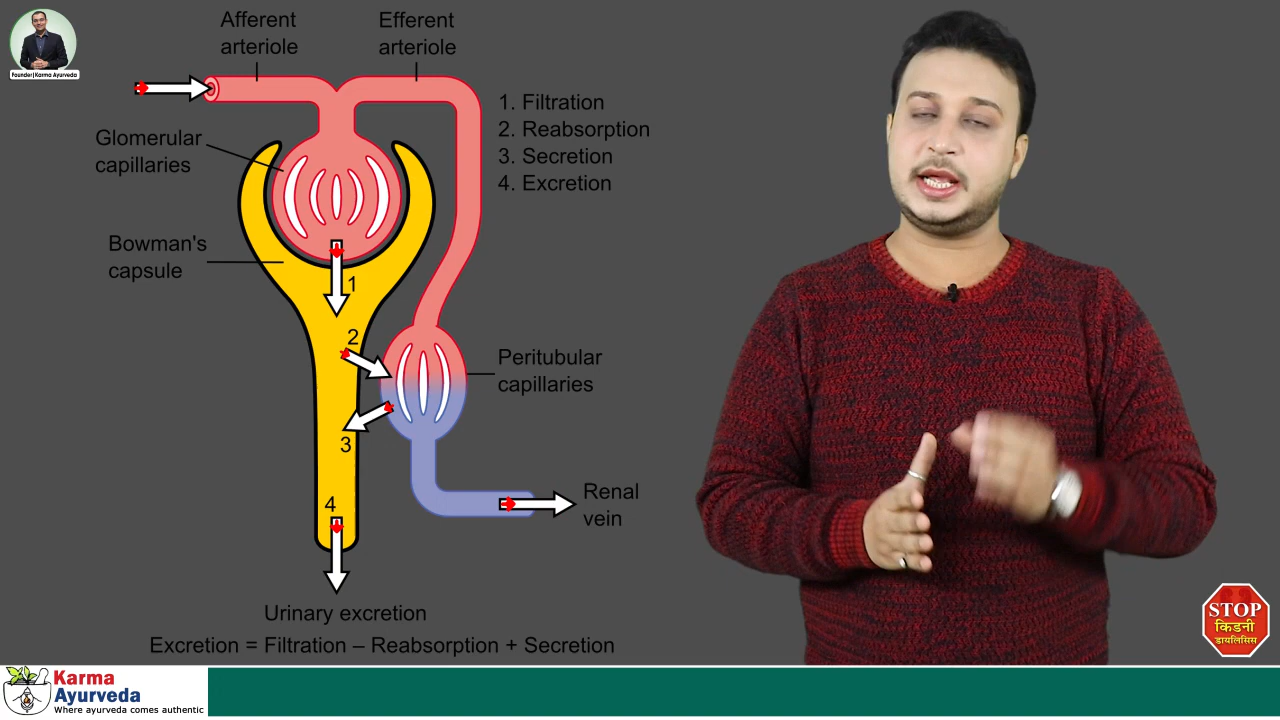 Founder|Karma Ayurveda
Afferent
arteriole
Efferent
arteriole
1. Filtration
2. Reabsorption
3. Secretion
4. Excretion
Glomerular
capillaries
Bowman's
capsule
1
2
Peritubular
capillaries
3
4
Renal
vein
Urinary excretion
Excretion = Filtration – Reabsorption + Secretion
STOP
किडनी
डायलिसिस
Karma
Ayurveda
Where ayurveda comes authentic